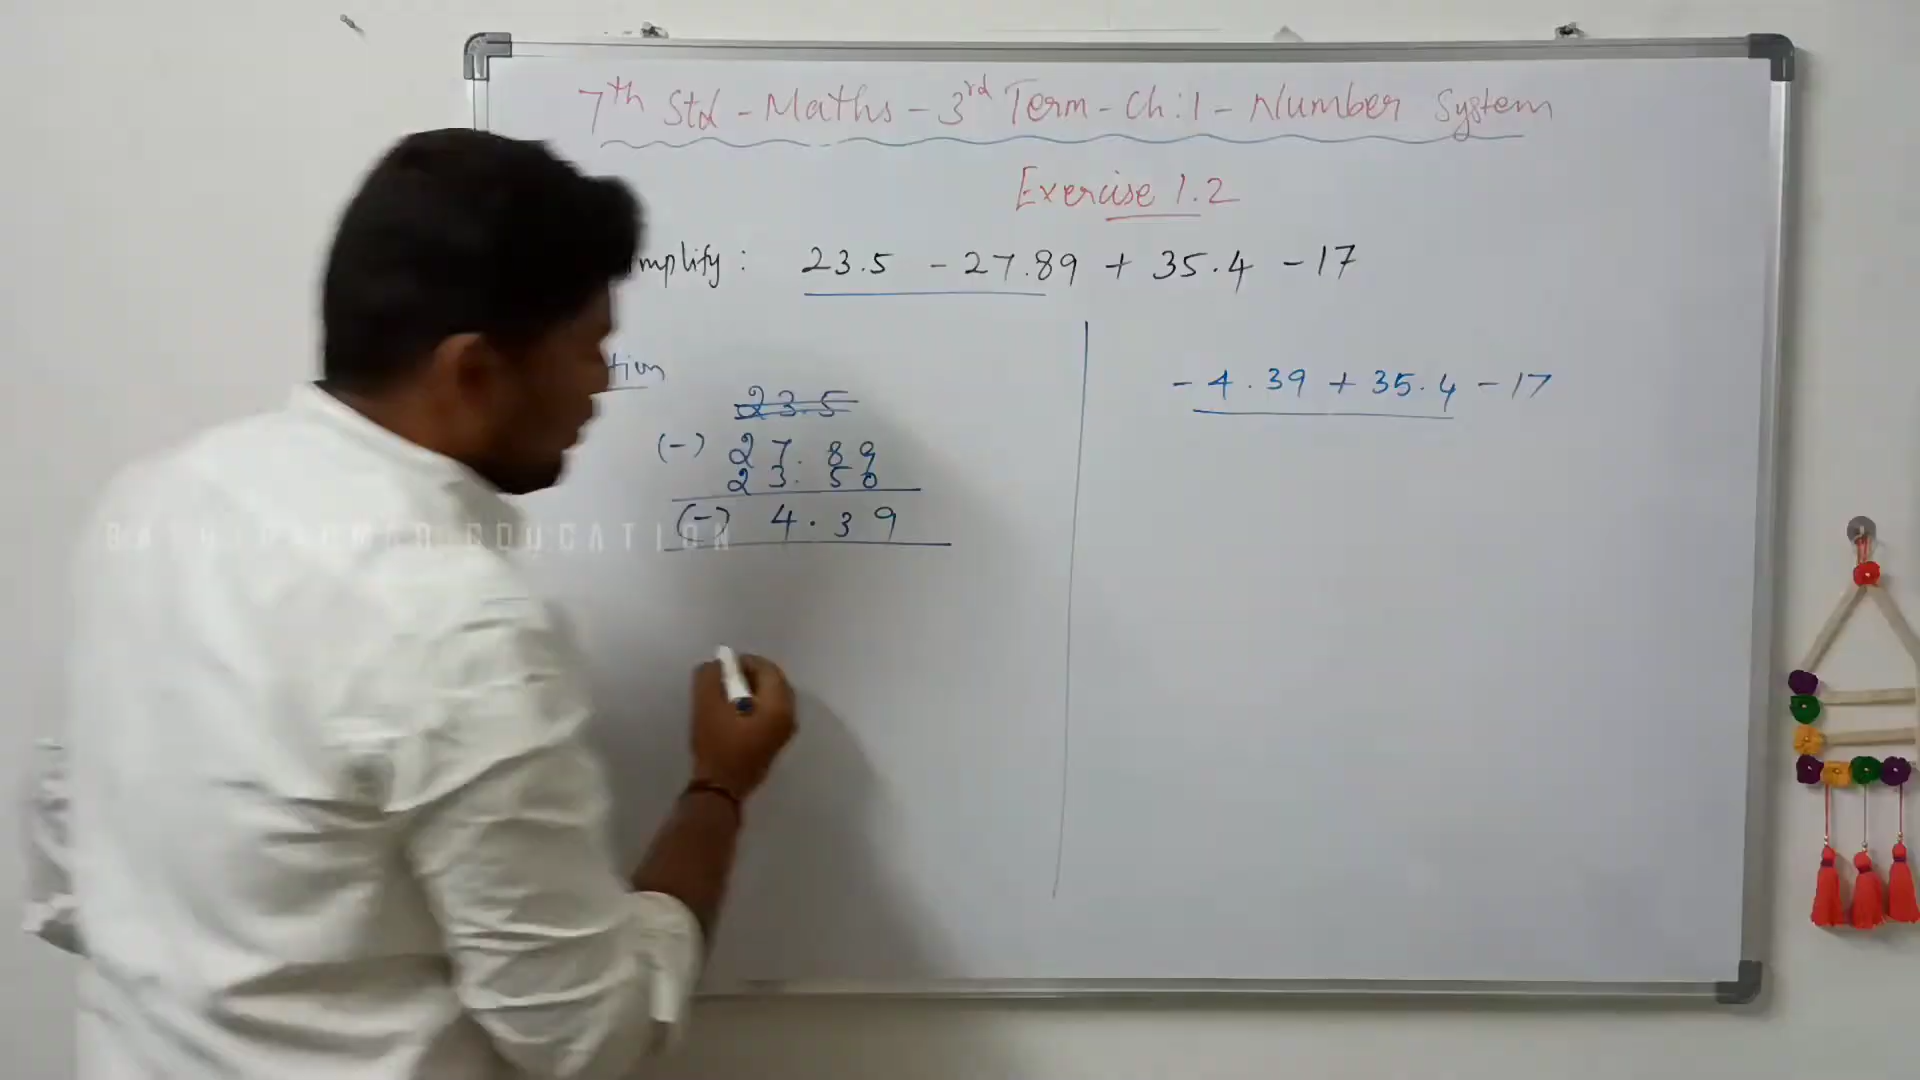 7th Std - Maths - 3rd Term - Ch:1 - Number System
Exercise 1.2
mplify : 23.5 - 27.89 + 35.4 - 17
tion
23.5
(-) 27.89
23.50
(-) 4.39
- 4.39 + 35.4 - 17